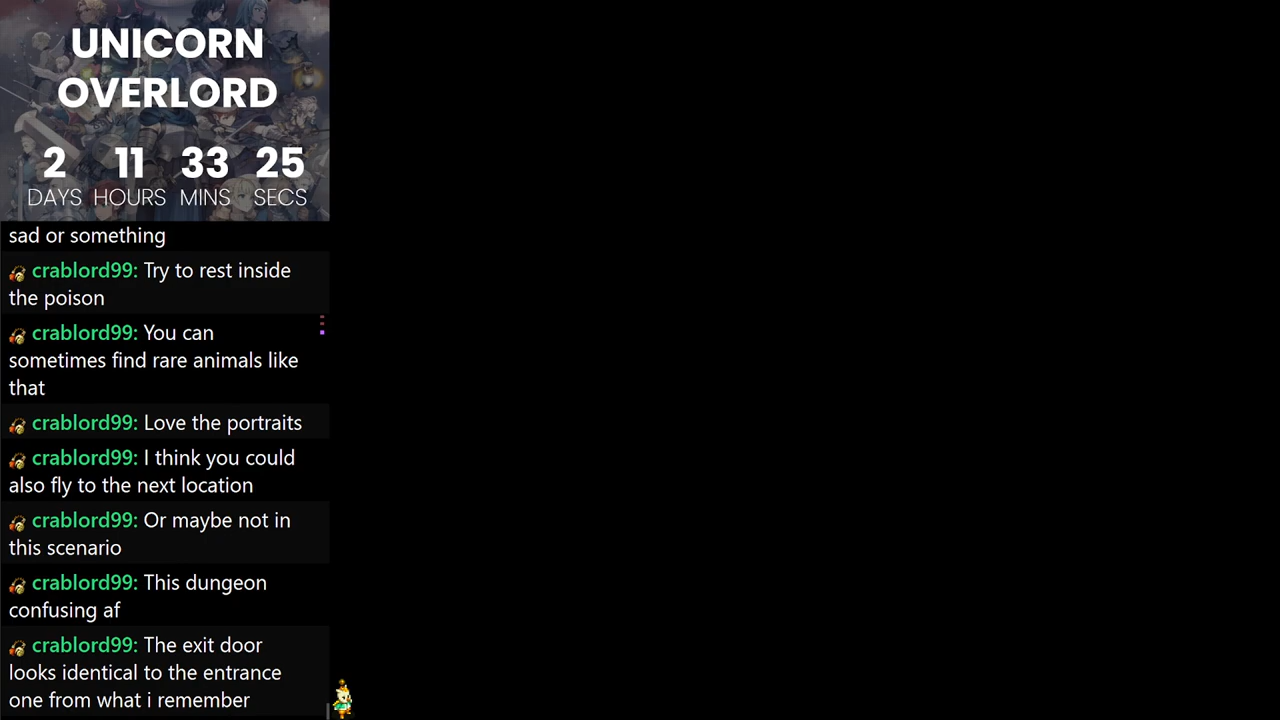 UNICORN
OVERLORD
2 11 33 25
DAYS HOURS MINS SECS
sad or something
crablord99: Try to rest inside
the poison
crablord99: You can
sometimes find rare animals like
that
crablord99: Love the portraits
crablord99: I think you could
also fly to the next location
crablord99: Or maybe not in
this scenario
crablord99: This dungeon
confusing af
crablord99: The exit door
looks identical to the entrance
one from what i remember